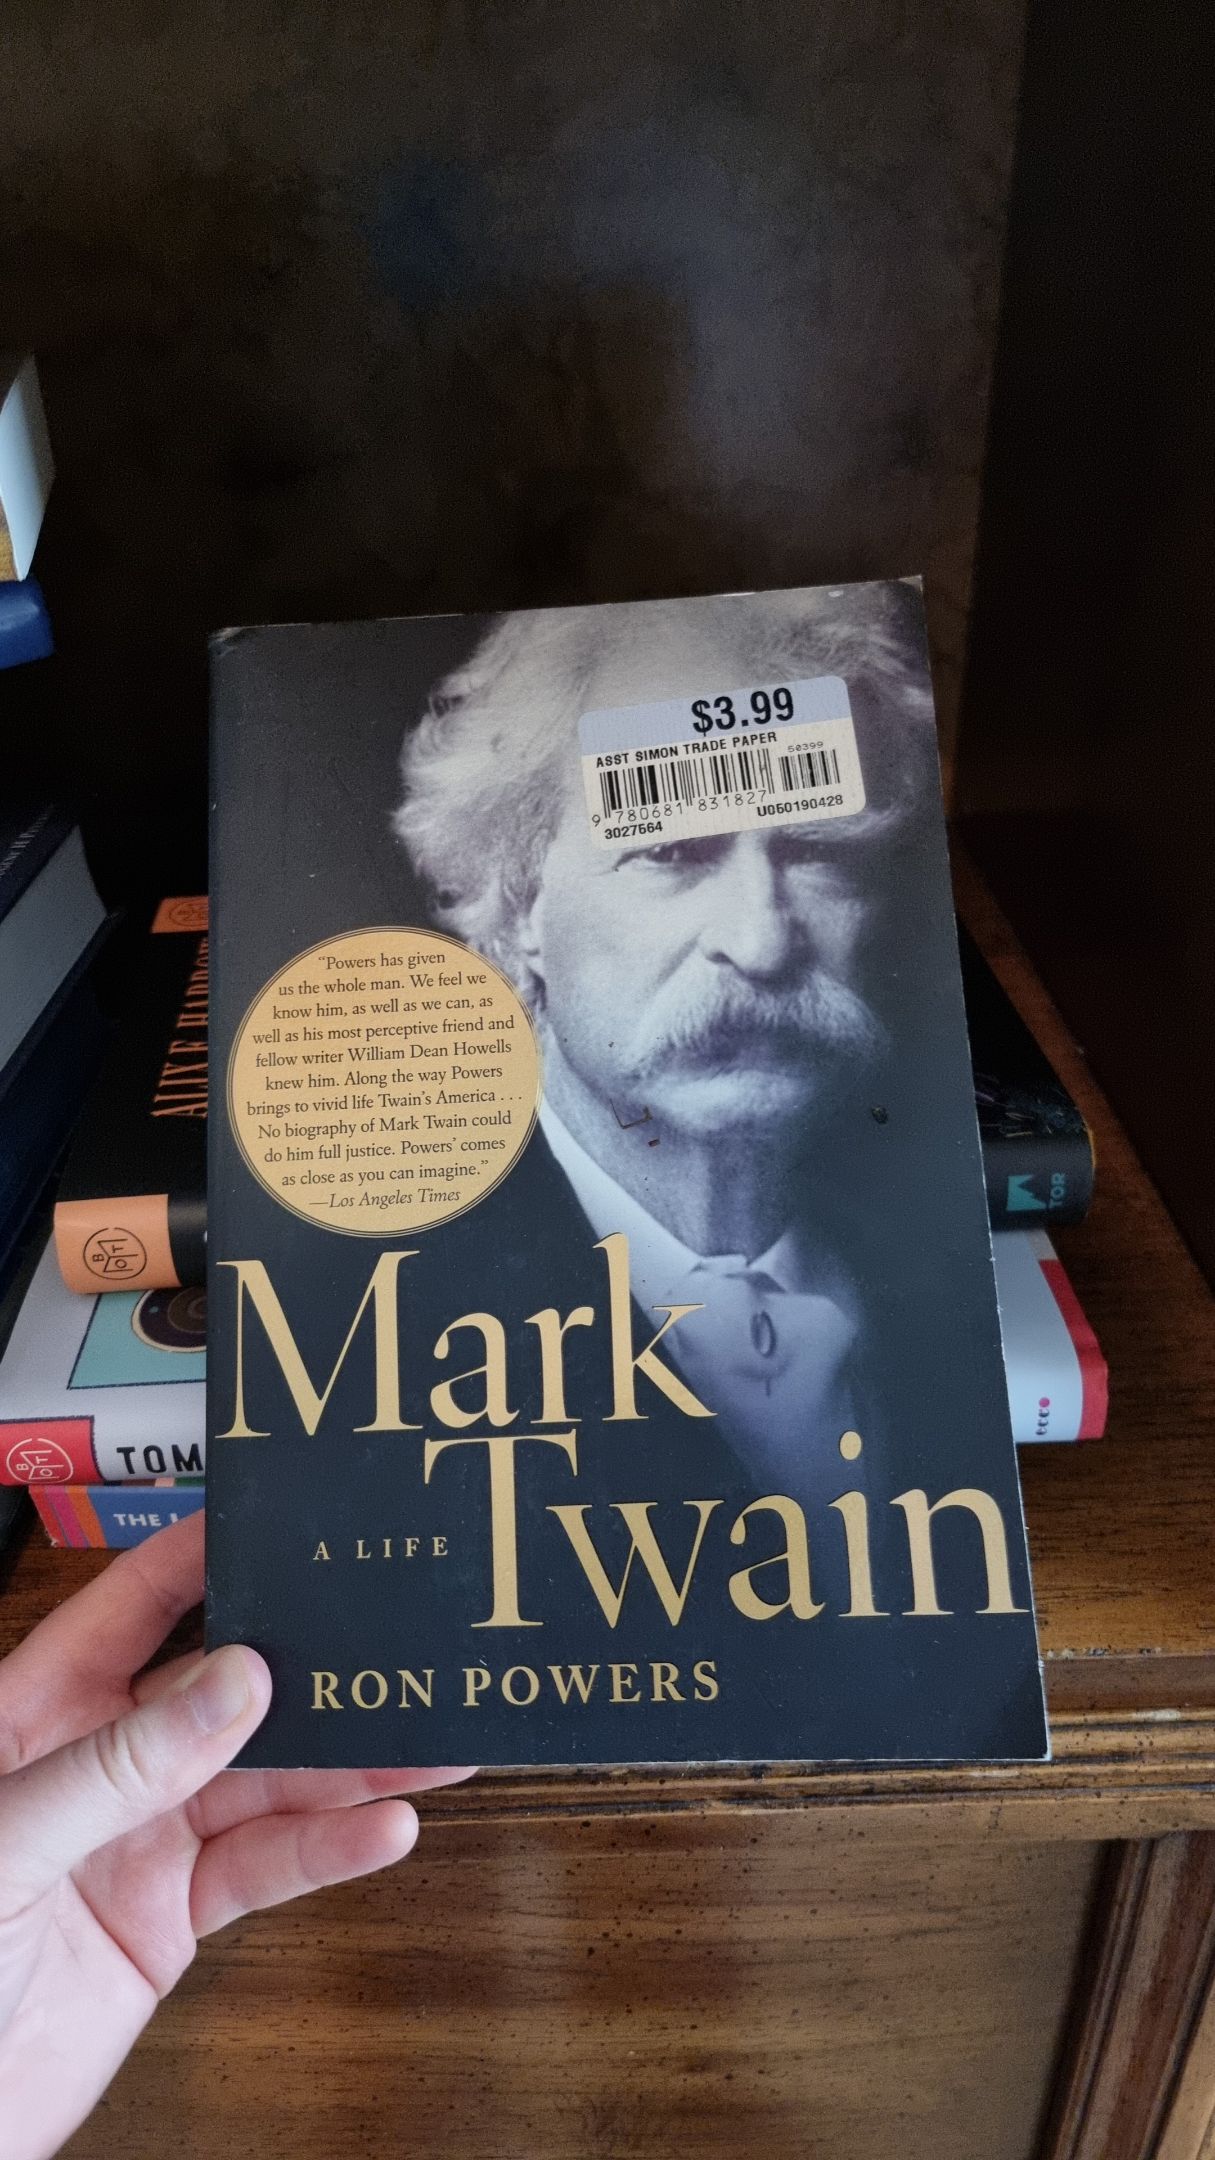 $3.99
ASST SIMON TRADE PAPER
50399
9 780681 831827
3027564 U050190428
“Powers has given
us the whole man. We feel we
know him, as well as we can, as
well as his most perceptive friend and
fellow writer William Dean Howells
knew him. Along the way Powers
brings to vivid life Twain’s America . . .
No biography of Mark Twain could
do him full justice. Powers’ comes
as close as you can imagine.”
—Los Angeles Times
Mark
Twain
A LIFE
RON POWERS
ALIX E.
BOT
TOR
ecco
BOT
TOM
THE